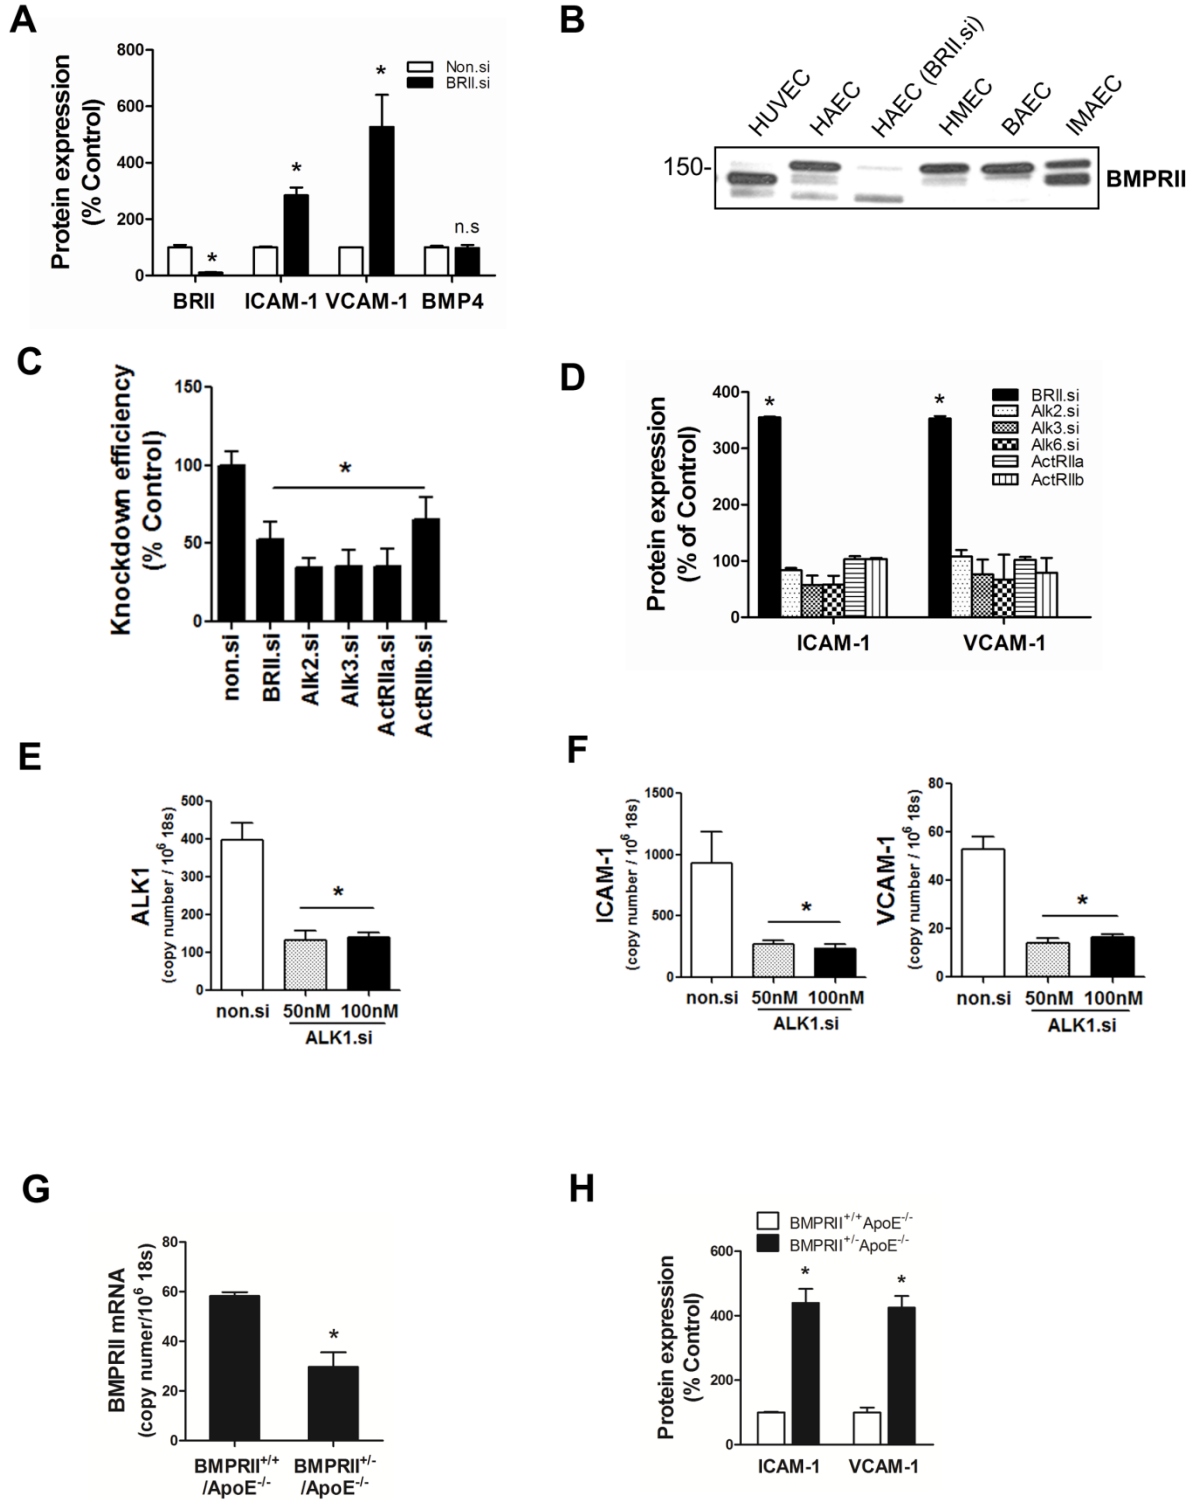 A
Protein expression
(% Control)
800
600
400
200
0
Non.si
BRII.si
*
*
*
n.s
BRII ICAM-1 VCAM-1 BMP4
B
HUVEC
HAEC
HAEC (BRII.si)
HMEC
BAEC
IMAEC
150-
BMPRII
C
Knockdown efficiency
(% Control)
150
100
50
0
*
non.si
BRII.si
Alk2.si
Alk3.si
ActRIIa.si
ActRIIb.si
D
Protein expression
(% of Control)
400
300
200
100
0
*
*
BRII.si
Alk2.si
Alk3.si
Alk6.si
ActRIIa
ActRIIb
ICAM-1 VCAM-1
E
ALK1
(copy number / 10⁶ 18s)
500
400
300
200
100
0
*
non.si 50nM 100nM
ALK1.si
F
ICAM-1
(copy number / 10⁶ 18s)
1500
1000
500
0
*
non.si 50nM 100nM
ALK1.si
VCAM-1
(copy number / 10⁶ 18s)
80
60
40
20
0
*
non.si 50nM 100nM
ALK1.si
G
BMPRII mRNA
(copy numer/10⁶ 18s)
80
60
40
20
0
*
BMPRII⁺/⁺ BMPRII⁺/⁻
/ApoE⁻/⁻ /ApoE⁻/⁻
H
BMPRII⁺/⁺ApoE⁻/⁻
BMPRII⁺/⁻ApoE⁻/⁻
Protein expression
(% Control)
600
400
200
0
*
*
ICAM-1 VCAM-1